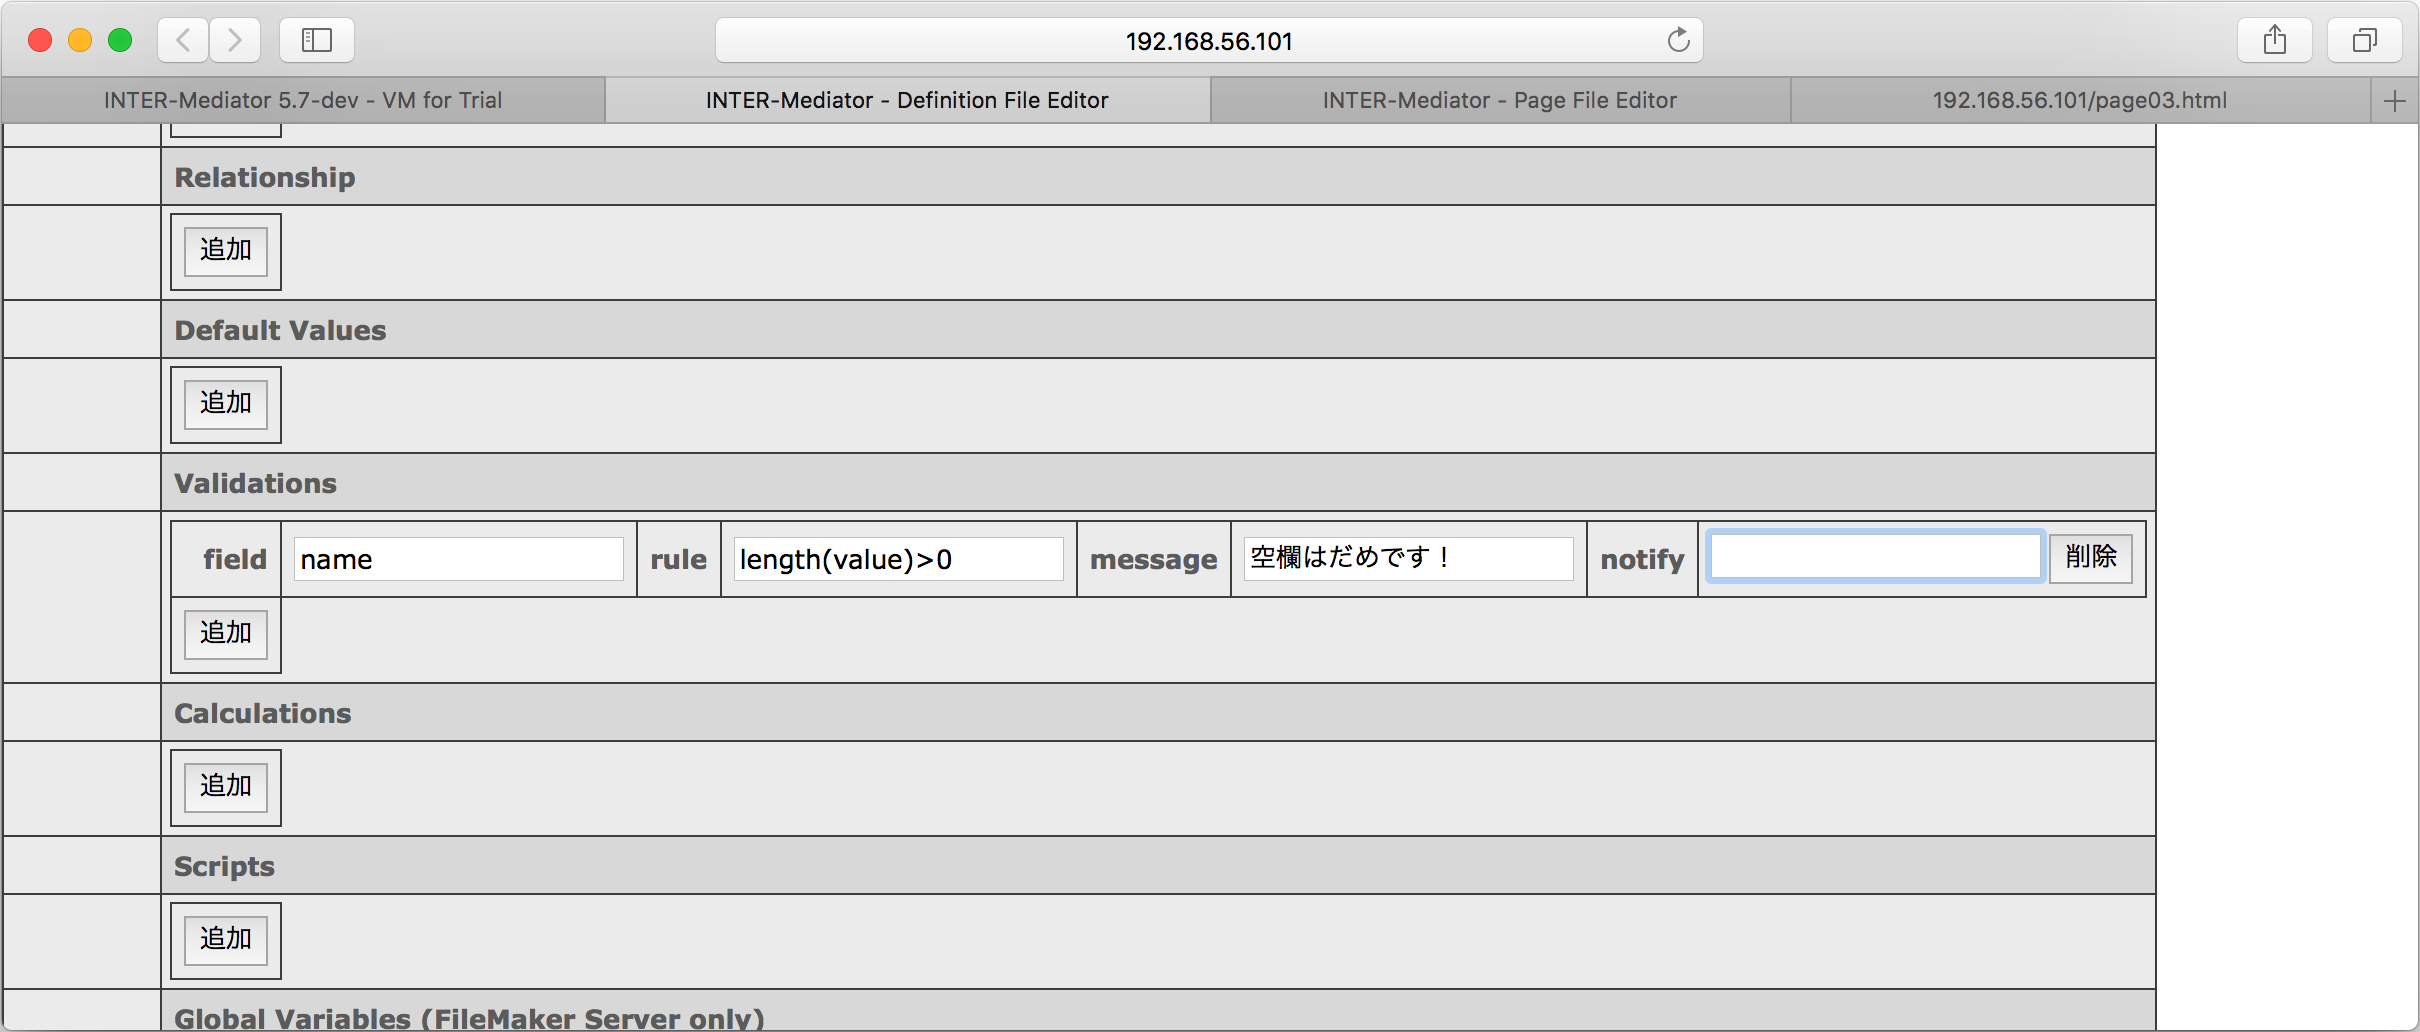 192.168.56.101
INTER-Mediator 5.7-dev - VM for Trial
INTER-Mediator - Definition File Editor
INTER-Mediator - Page File Editor
192.168.56.101/page03.html
Relationship
追加
Default Values
追加
Validations
field name rule length(value)>0 message 空欄はだめです！ notify 削除
追加
Calculations
追加
Scripts
追加
Global Variables (FileMaker Server only)